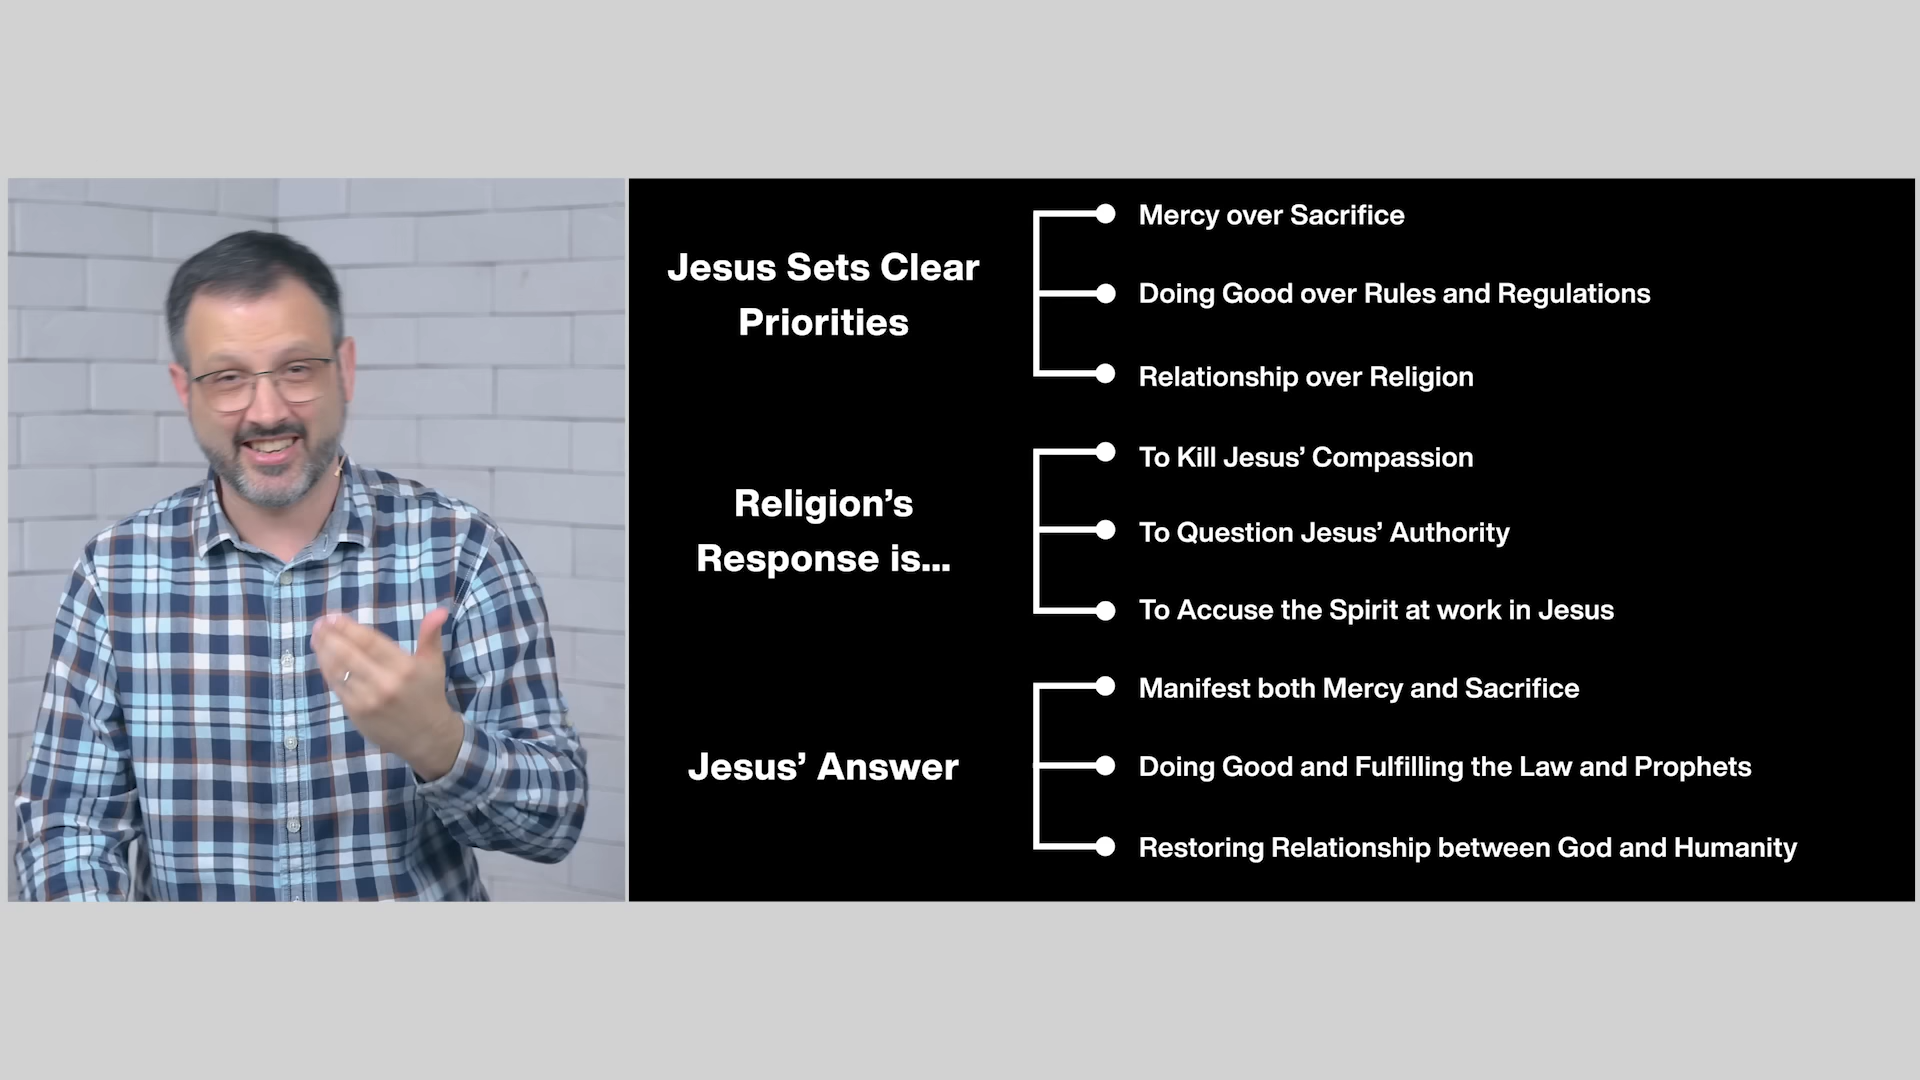 Jesus Sets Clear
Priorities
Mercy over Sacrifice
Doing Good over Rules and Regulations
Relationship over Religion
Religion’s
Response is...
To Kill Jesus’ Compassion
To Question Jesus’ Authority
To Accuse the Spirit at work in Jesus
Jesus’ Answer
Manifest both Mercy and Sacrifice
Doing Good and Fulfilling the Law and Prophets
Restoring Relationship between God and Humanity